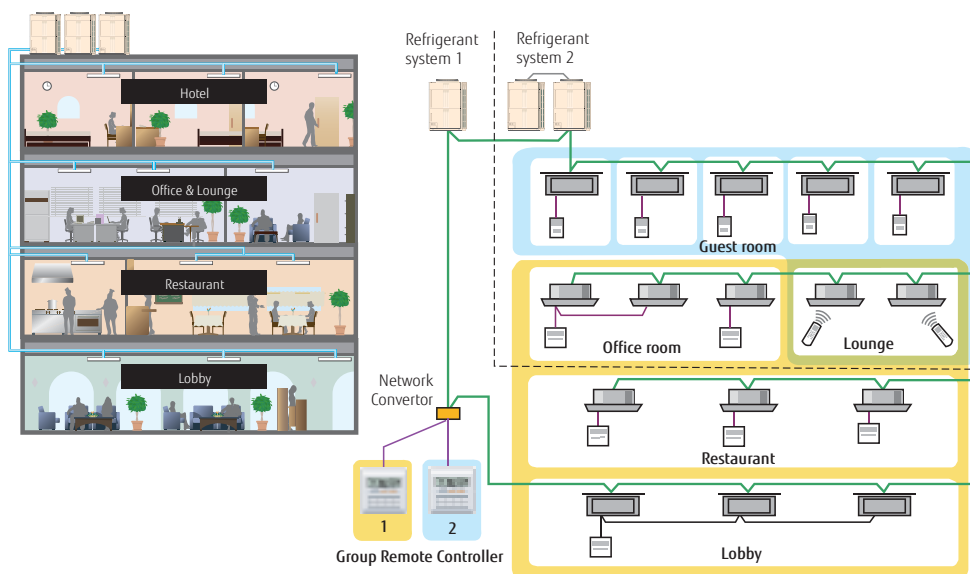 Hotel
Office & Lounge
Restaurant
Lobby
Refrigerant
system 1
Refrigerant
system 2
Guest room
Office room
Lounge
Network
Convertor
Restaurant
1
2
Group Remote Controller
Lobby